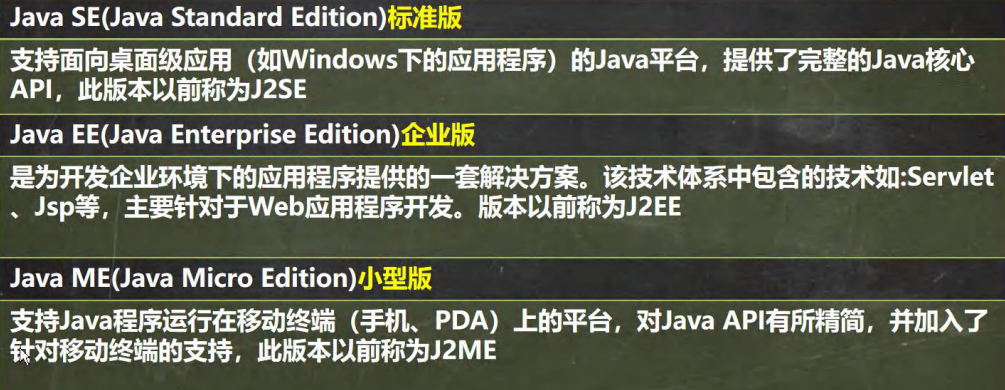 Java SE(Java Standard Edition)标准版
支持面向桌面级应用（如Windows下的应用程序）的Java平台，提供了完整的Java核心
API，此版本以前称为J2SE
Java EE(Java Enterprise Edition)企业版
是为开发企业环境下的应用程序提供的一套解决方案。该技术体系中包含的技术如:Servlet
、Jsp等，主要针对于Web应用程序开发。版本以前称为J2EE
Java ME(Java Micro Edition)小型版
支持Java程序运行在移动终端（手机、PDA）上的平台，对Java API有所精简，并加入了
针对移动终端的支持，此版本以前称为J2ME